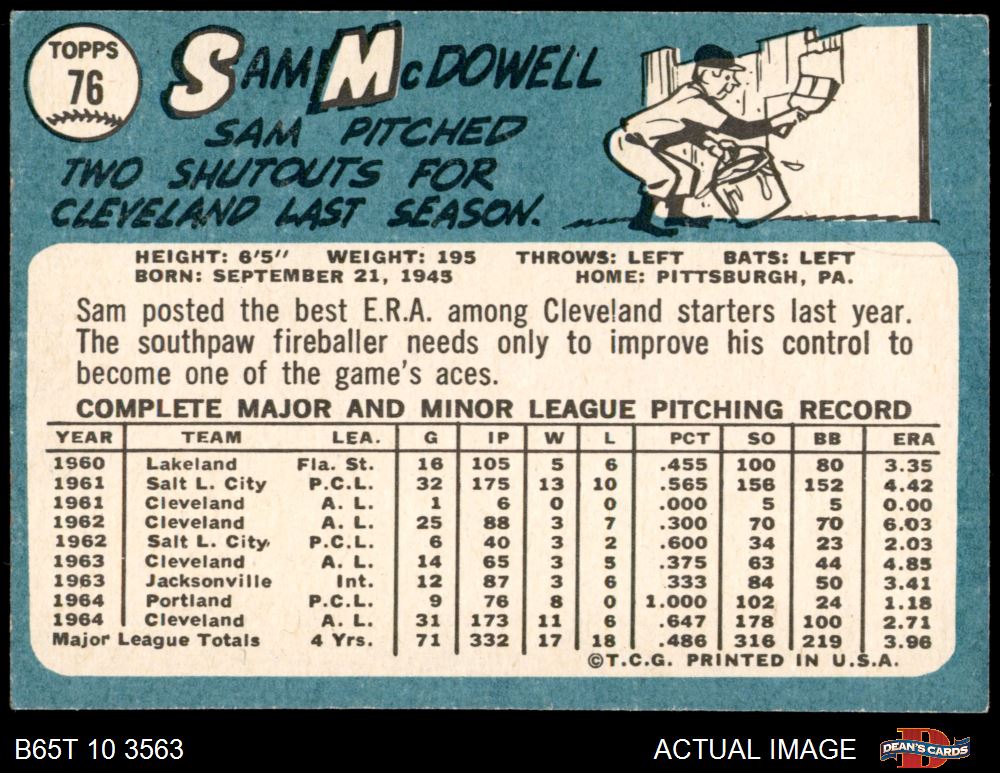 TOPPS
76
SAM McDOWELL
SAM PITCHED
TWO SHUTOUTS FOR
CLEVELAND LAST SEASON.
HEIGHT: 6'5" WEIGHT: 195 THROWS: LEFT BATS: LEFT
BORN: SEPTEMBER 21, 1945 HOME: PITTSBURGH, PA.
Sam posted the best E.R.A. among Cleveland starters last year.
The southpaw fireballer needs only to improve his control to
become one of the game's aces.
COMPLETE MAJOR AND MINOR LEAGUE PITCHING RECORD
YEAR TEAM LEA. G IP W L PCT SO BB ERA
1960 Lakeland Fla. St. 16 105 5 6 .455 100 80 3.35
1961 Salt L. City P.C.L. 32 175 13 10 .565 156 152 4.42
1961 Cleveland A. L. 1 6 0 0 .000 5 5 0.00
1962 Cleveland A. L. 25 88 3 7 .300 70 70 6.03
1962 Salt L. City P.C.L. 6 40 3 2 .600 34 23 2.03
1963 Cleveland A. L. 14 65 3 5 .375 63 44 4.85
1963 Jacksonville Int. 12 87 3 6 .333 84 50 3.41
1964 Portland P.C.L. 9 76 8 0 1.000 102 24 1.18
1964 Cleveland A. L. 31 173 11 6 .647 178 100 2.71
Major League Totals 4 Yrs. 71 332 17 18 .486 316 219 3.96
©T.C.G. PRINTED IN U.S.A.
B65T 10 3563 ACTUAL IMAGE DEAN'S CARDS